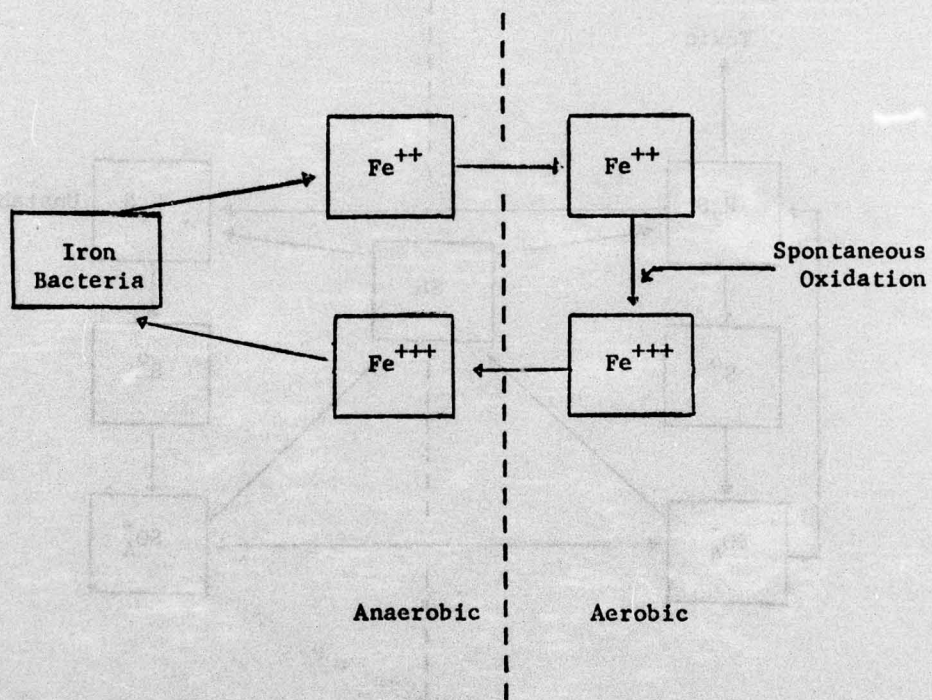 Fe++
Fe++
Iron
Bacteria
Spontaneous
Oxidation
Fe+++
Fe+++
Anaerobic
Aerobic